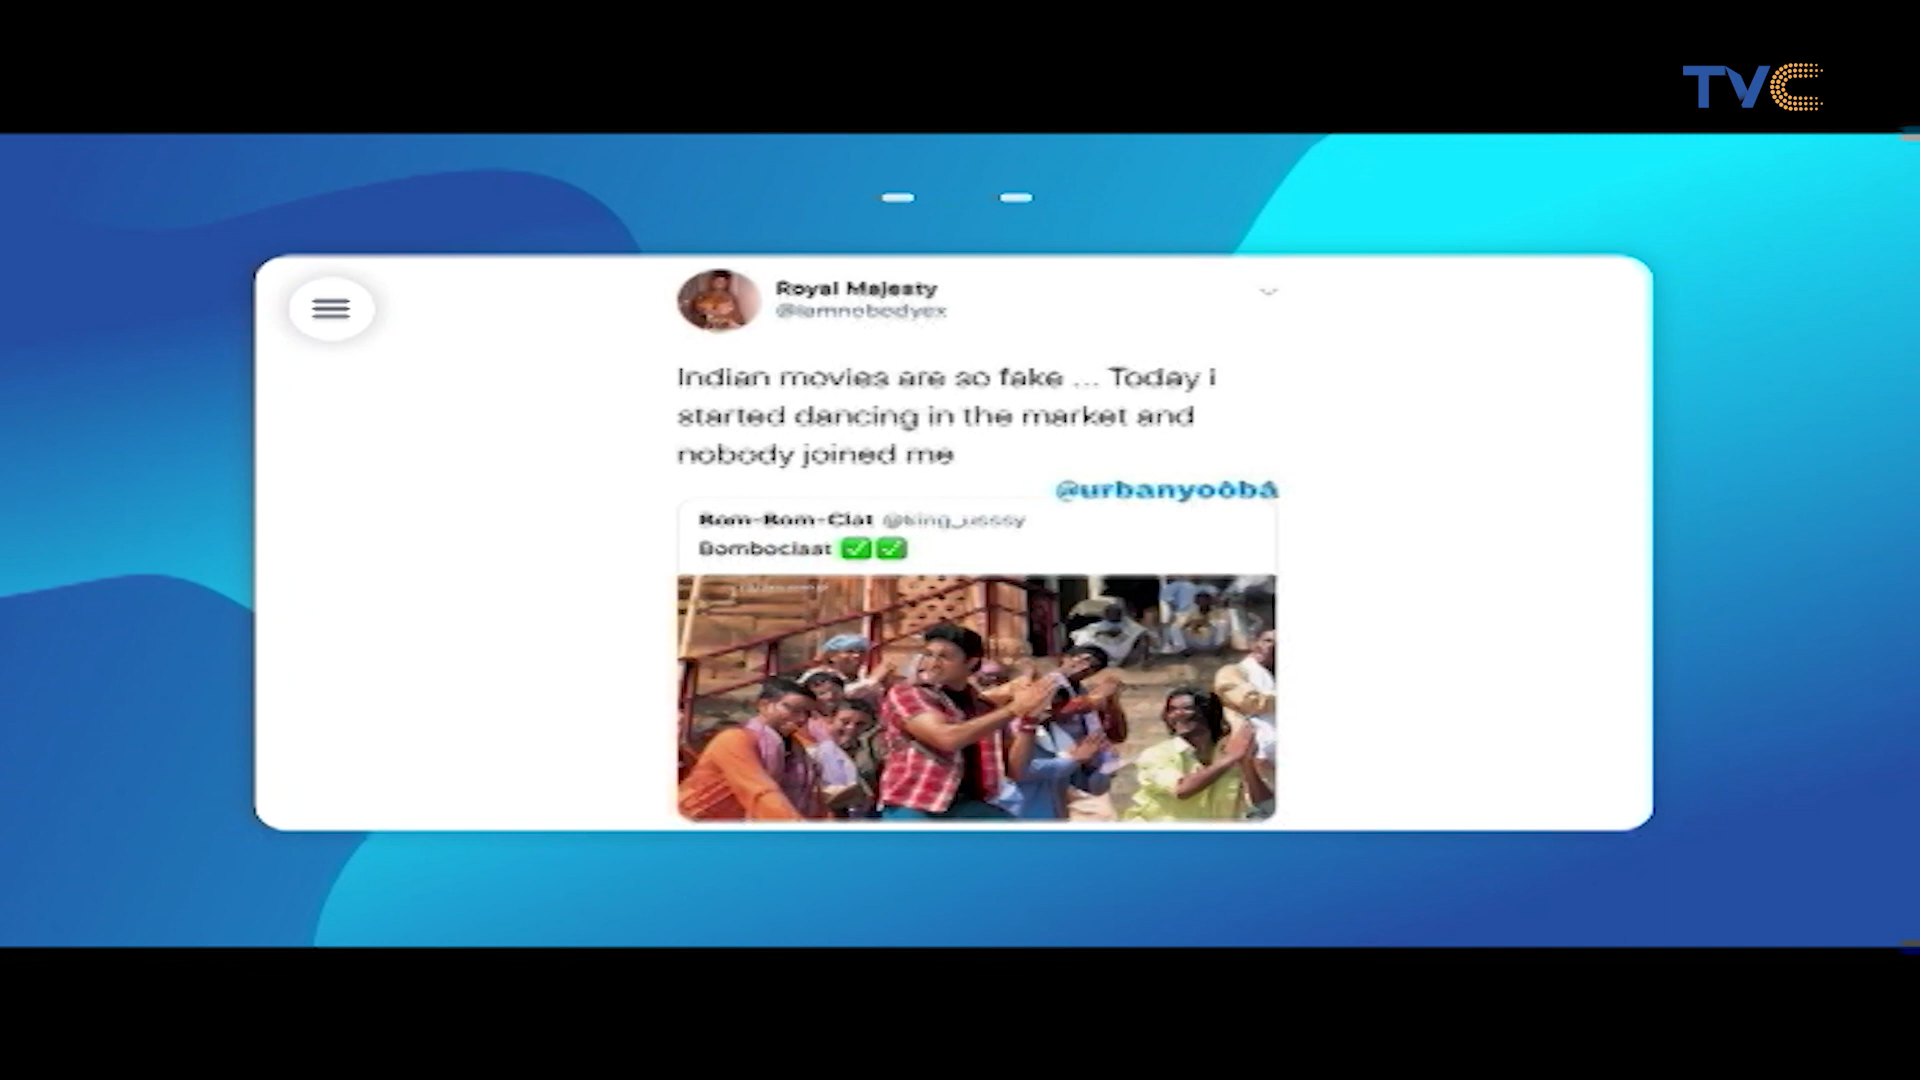 TVC
Royal Majesty
@iamnobodyex
Indian movies are so fake ... Today i
started dancing in the market and
nobody joined me
@urbanyoòbá
Bom-Bom-Clat
Bomboclaat ✅✅